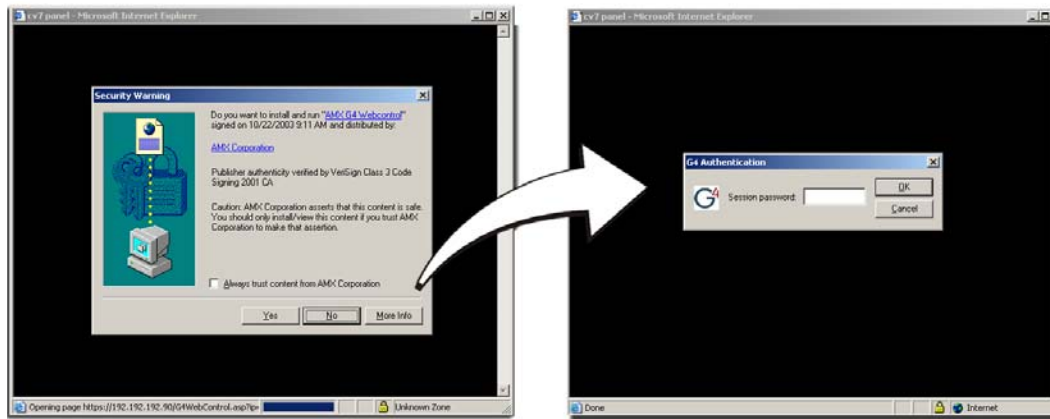 cv7 panel - Microsoft Internet Explorer
Security Warning
Do you want to install and run "AMX G4 Webcontrol"
signed on 10/22/2003 9:11 AM and distributed by:
AMX Corporation
Publisher authenticity verified by VeriSign Class 3 Code
Signing 2001 CA
Caution: AMX Corporation asserts that this content is safe.
You should only install/view this content if you trust AMX
Corporation to make that assertion.
Always trust content from AMX Corporation
Yes No More Info
Opening page https://192.192.192.90/G4WebControl.asp?ip=
Unknown Zone
cv7 panel - Microsoft Internet Explorer
G4 Authentication
G4 Session password:
OK
Cancel
Done
Internet